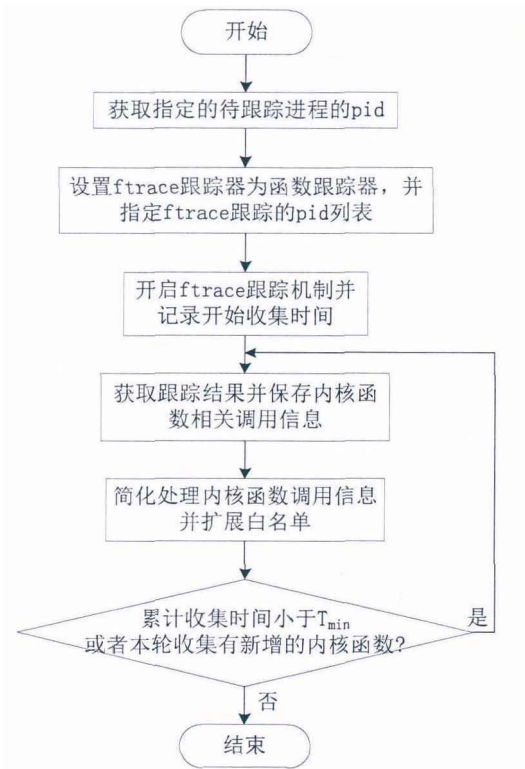 开始
获取指定的待跟踪进程的pid
设置ftrace跟踪器为函数跟踪器，并
指定ftrace跟踪的pid列表
开启ftrace跟踪机制并
记录开始收集时间
获取跟踪结果并保存内核函
数相关调用信息
简化处理内核函数调用信息
并扩展白名单
累计收集时间小于Tmin
或者本轮收集有新增的内核函数?
是
否
结束